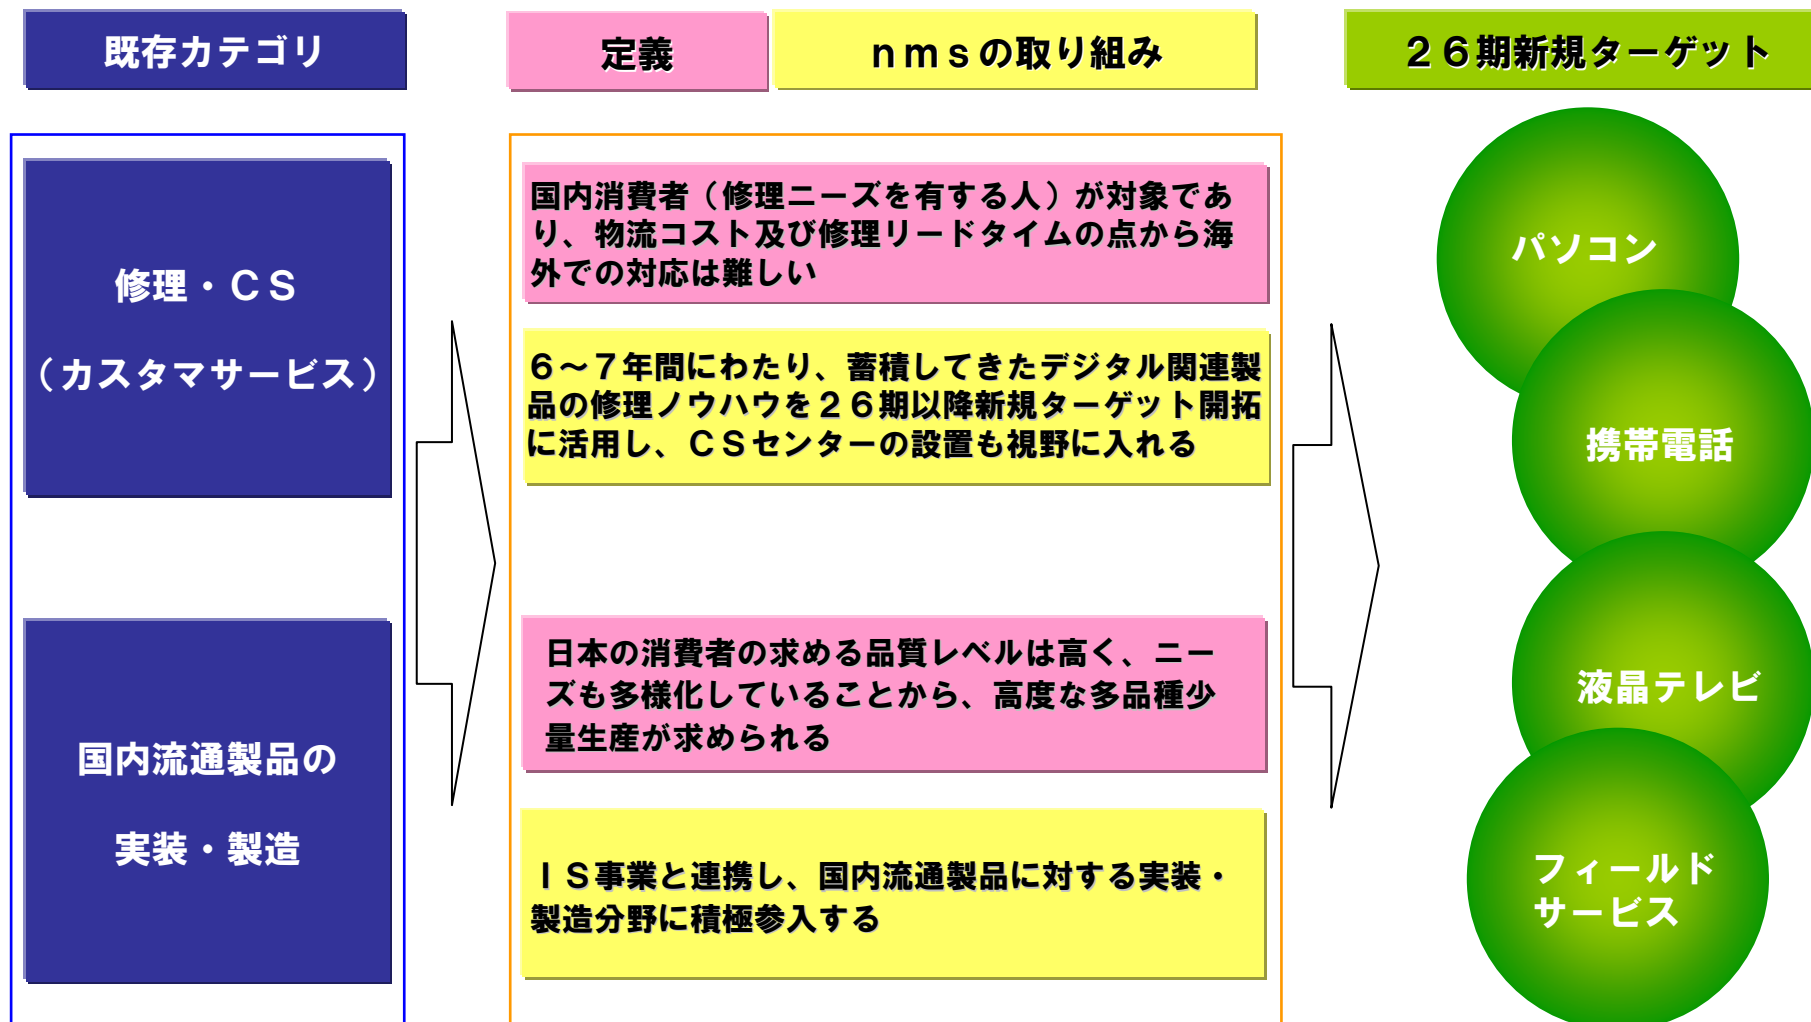 既存カテゴリ
定義
ｎｍｓの取り組み
２６期新規ターゲット
修理・ＣＳ
（カスタマサービス）
国内消費者（修理ニーズを有する人）が対象であ
り、物流コスト及び修理リードタイムの点から海
外での対応は難しい
６～７年間にわたり、蓄積してきたデジタル関連製
品の修理ノウハウを２６期以降新規ターゲット開拓
に活用し、ＣＳセンターの設置も視野に入れる
国内流通製品の
実装・製造
日本の消費者の求める品質レベルは高く、ニー
ズも多様化していることから、高度な多品種少
量生産が求められる
ＩＳ事業と連携し、国内流通製品に対する実装・
製造分野に積極参入する
パソコン
携帯電話
液晶テレビ
フィールド
サービス